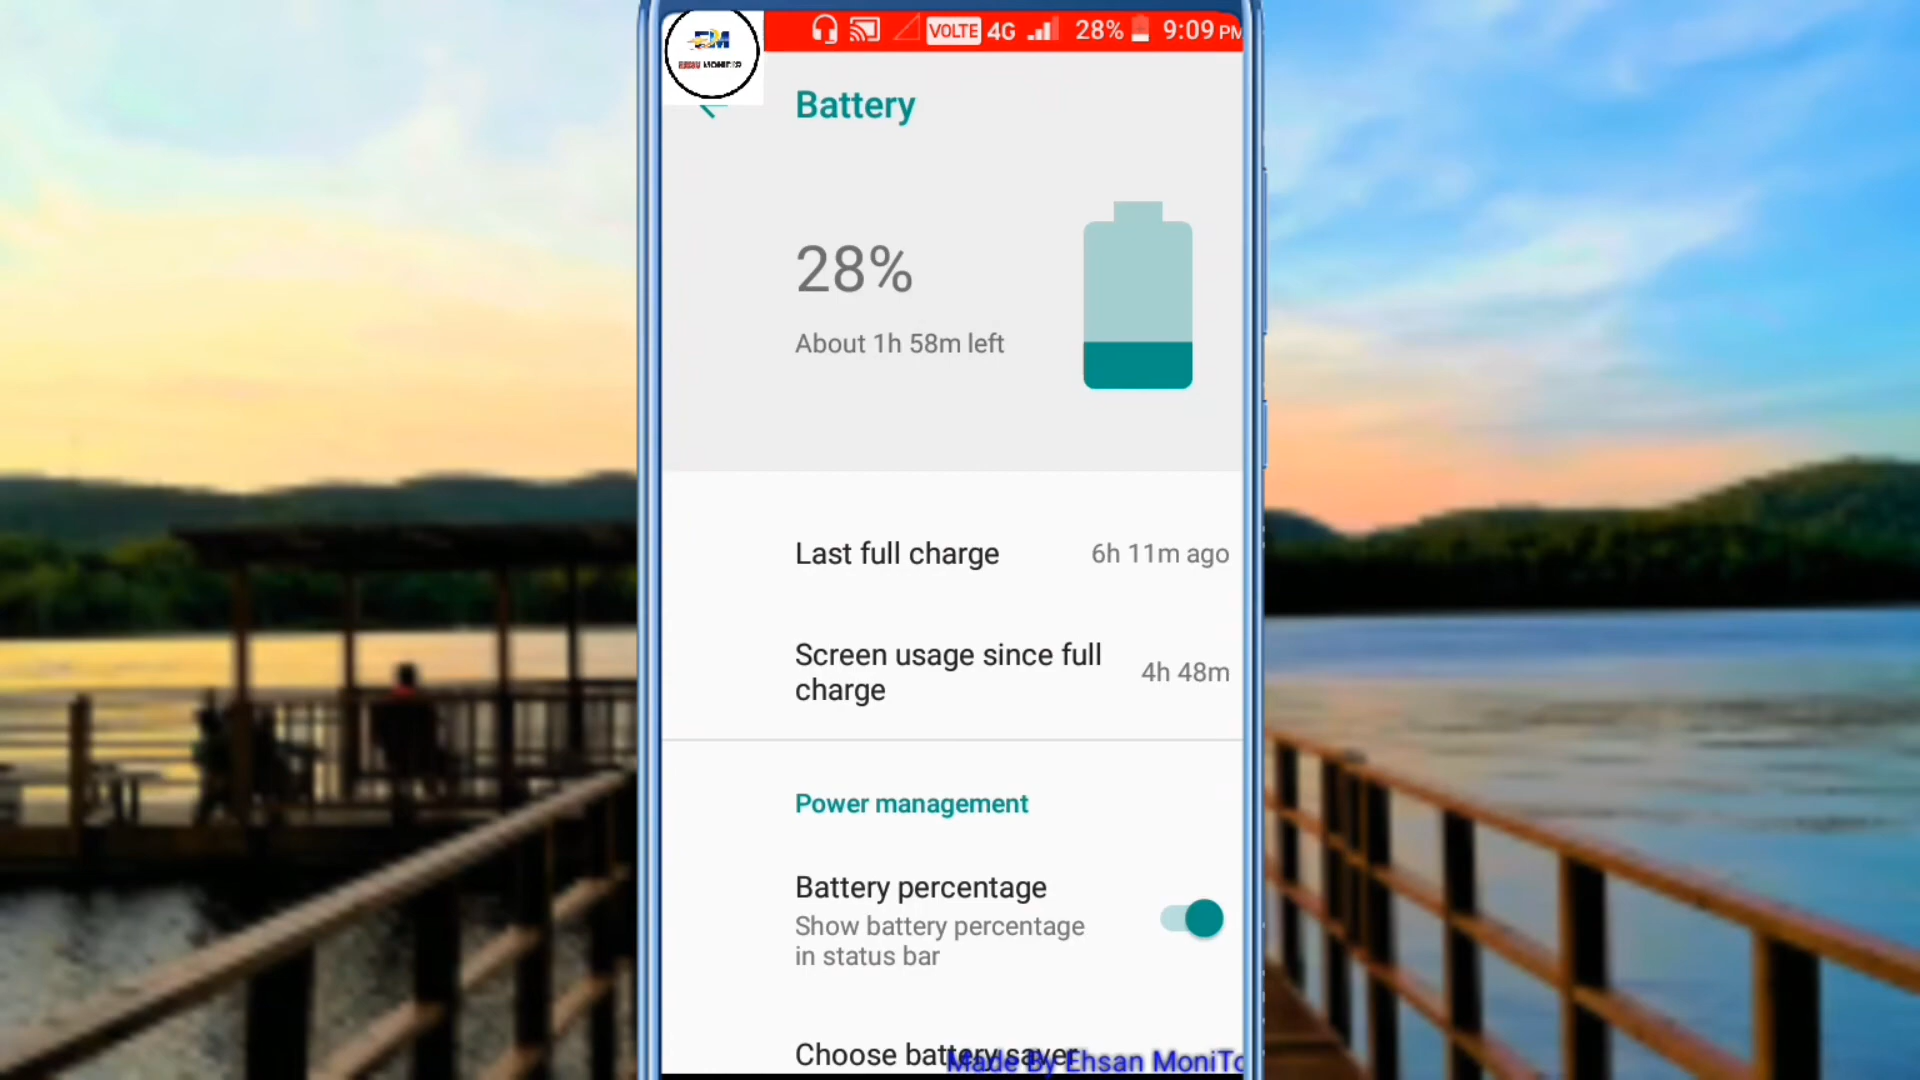 EM
MONITOR
VOLTE 4G 28% 9:09 PM
Battery
28%
About 1h 58m left
Last full charge 6h 11m ago
Screen usage since full
charge
4h 48m
Power management
Battery percentage
Show battery percentage
in status bar
Choose battery saver
Made By Ehsan MoniTo